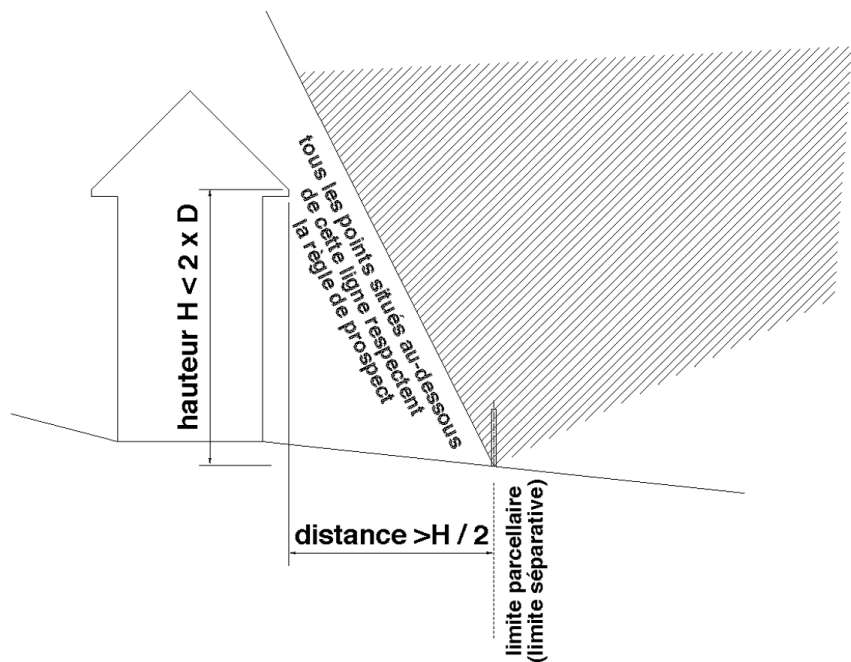 hauteur H < 2 x D
tous les points situés au-dessous
de cette ligne respectent
la règle de prospect
distance >H / 2
limite parcellaire
(limite séparative)